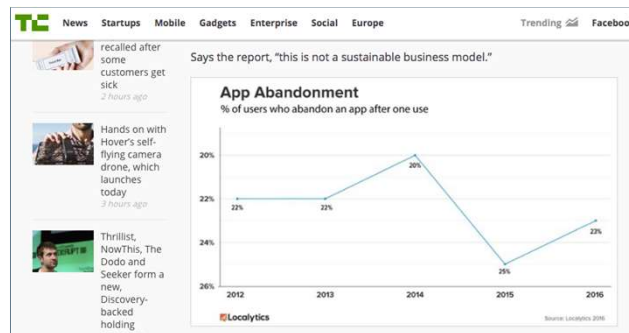 TC News Startups Mobile Gadgets Enterprise Social Europe Trending Faceboo
recalled after
some
customers get
sick
2 hours ago
Hands on with
Hover's self-
flying camera
drone, which
launches
today
3 hours ago
Thrillist,
NowThis, The
Dodo and
Seeker form a
new,
Discovery-
backed
holding
Says the report, “this is not a sustainable business model.”
App Abandonment
% of users who abandon an app after one use
20%
22%
24%
26%
22%
22%
20%
25%
23%
2012 2013 2014 2015 2016
Localytics
Source: Localytics 2016